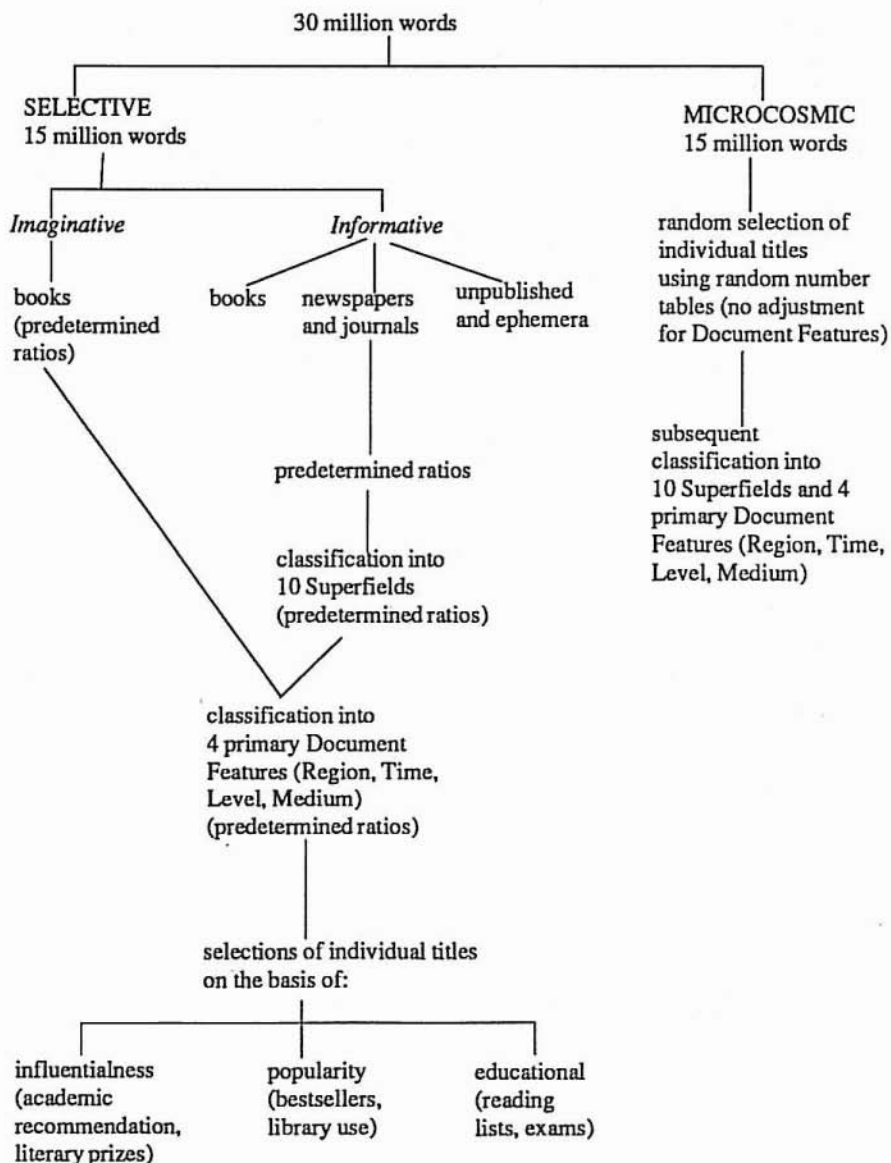 30 million words
SELECTIVE
15 million words
MICROCOSMIC
15 million words
Imaginative
Informative
books
(predetermined
ratios)
books
newspapers
and journals
unpublished
and ephemera
random selection of
individual titles
using random number
tables (no adjustment
for Document Features)
predetermined ratios
classification into
10 Superfields
(predetermined ratios)
subsequent
classification into
10 Superfields and 4
primary Document
Features (Region, Time,
Level, Medium)
classification into
4 primary Document
Features (Region, Time,
Level, Medium)
(predetermined ratios)
selections of individual titles
on the basis of:
influentialness
(academic
recommendation,
literary prizes)
popularity
(bestsellers,
library use)
educational
(reading
lists, exams)